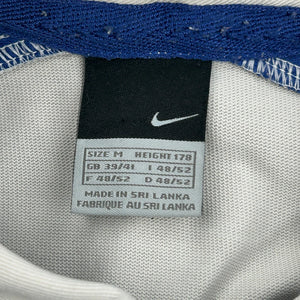 SIZE M HEIGHT 178
GB 39/41 I 48/52
F 48/52 D 48/52
MADE IN SRI LANKA
FABRIQUE AU SRI LANKA